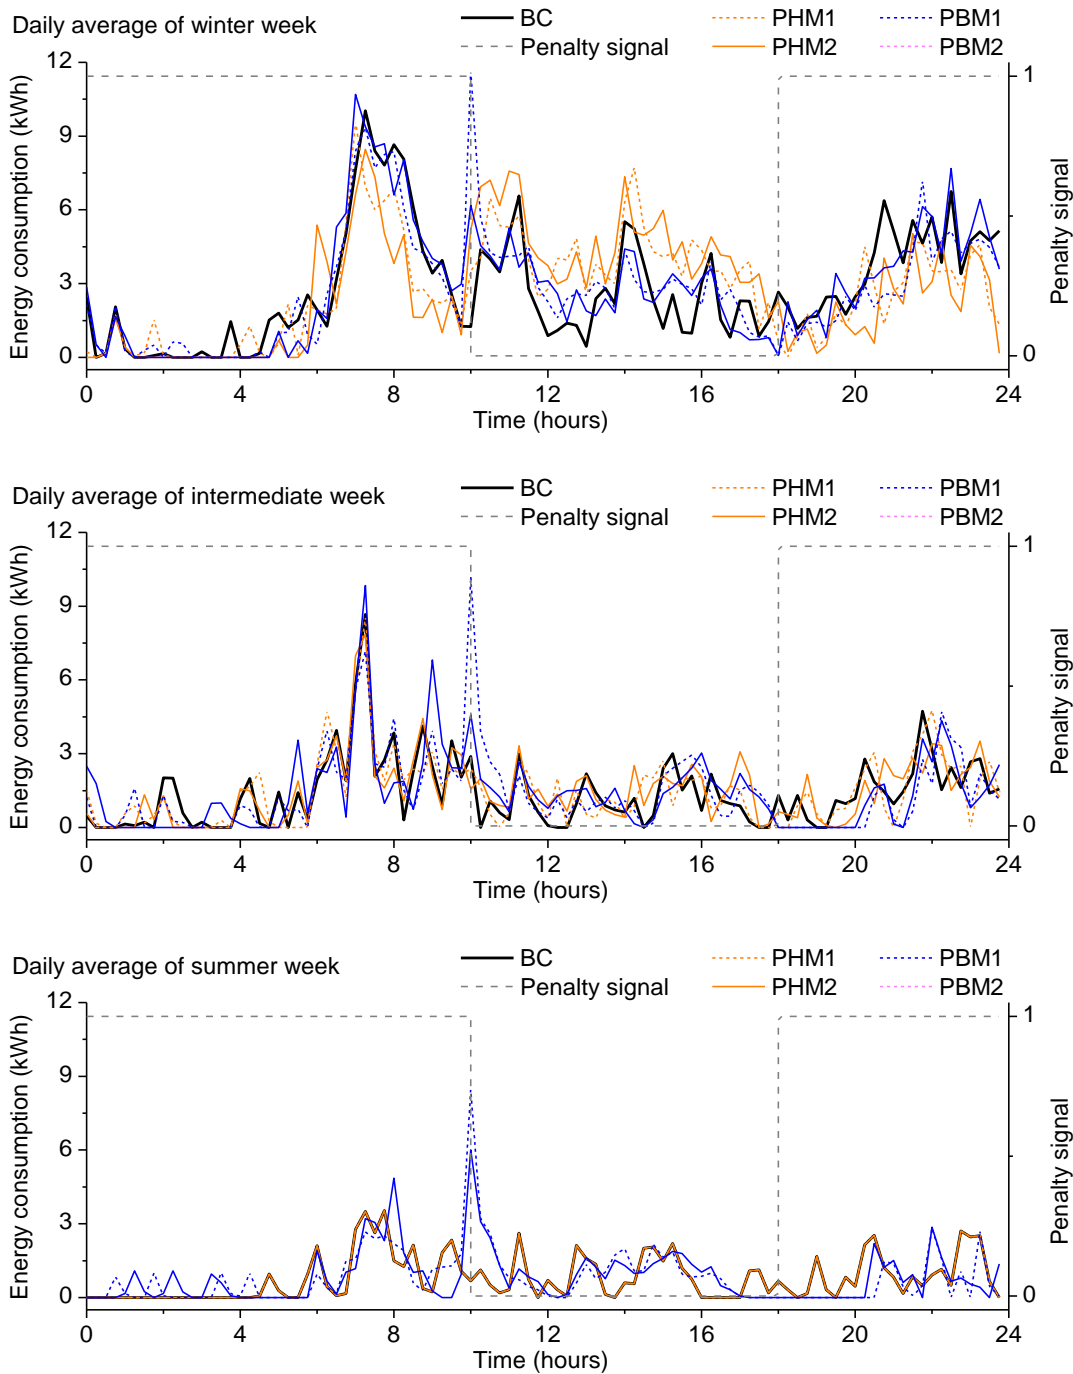 Daily average of winter week
BC PHM1 PBM1
Penalty signal PHM2 PBM2
12
9
6
3
0
Energy consumption (kWh)
1
0
Penalty signal
0 4 8 12 16 20 24
Time (hours)
Daily average of intermediate week
BC PHM1 PBM1
Penalty signal PHM2 PBM2
12
9
6
3
0
Energy consumption (kWh)
1
0
Penalty signal
0 4 8 12 16 20 24
Time (hours)
Daily average of summer week
BC PHM1 PBM1
Penalty signal PHM2 PBM2
12
9
6
3
0
Energy consumption (kWh)
1
0
Penalty signal
0 4 8 12 16 20 24
Time (hours)